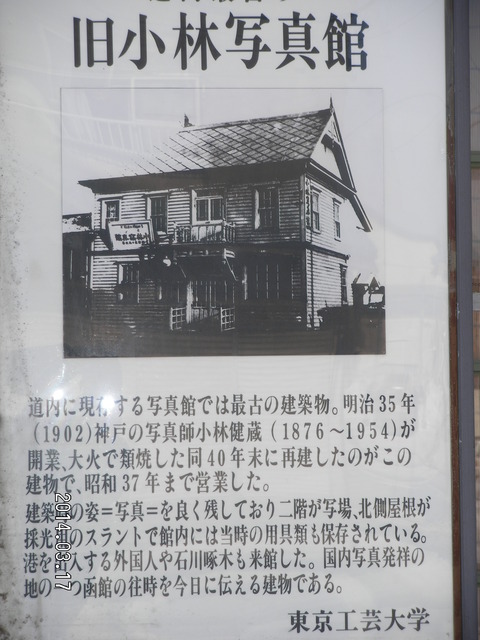 旧小林写真館
道内に現存する写真館では最古の建築物。明治35年
(1902)神戸の写真師小林健蔵(1876〜1954)が
開業、大火で類焼した同40年末に再建したのがこの
建物で、昭和37年まで営業した。
建築時の姿=写真=を良く残しており二階が写場、北側屋根が
採光用のスラントで館内には当時の用具類も保存されている。
港を出入する外国人や石川啄木も来館した。国内写真発祥の
地の一つ函館の往時を今日に伝える建物である。
東京工芸大学
2014.03.17